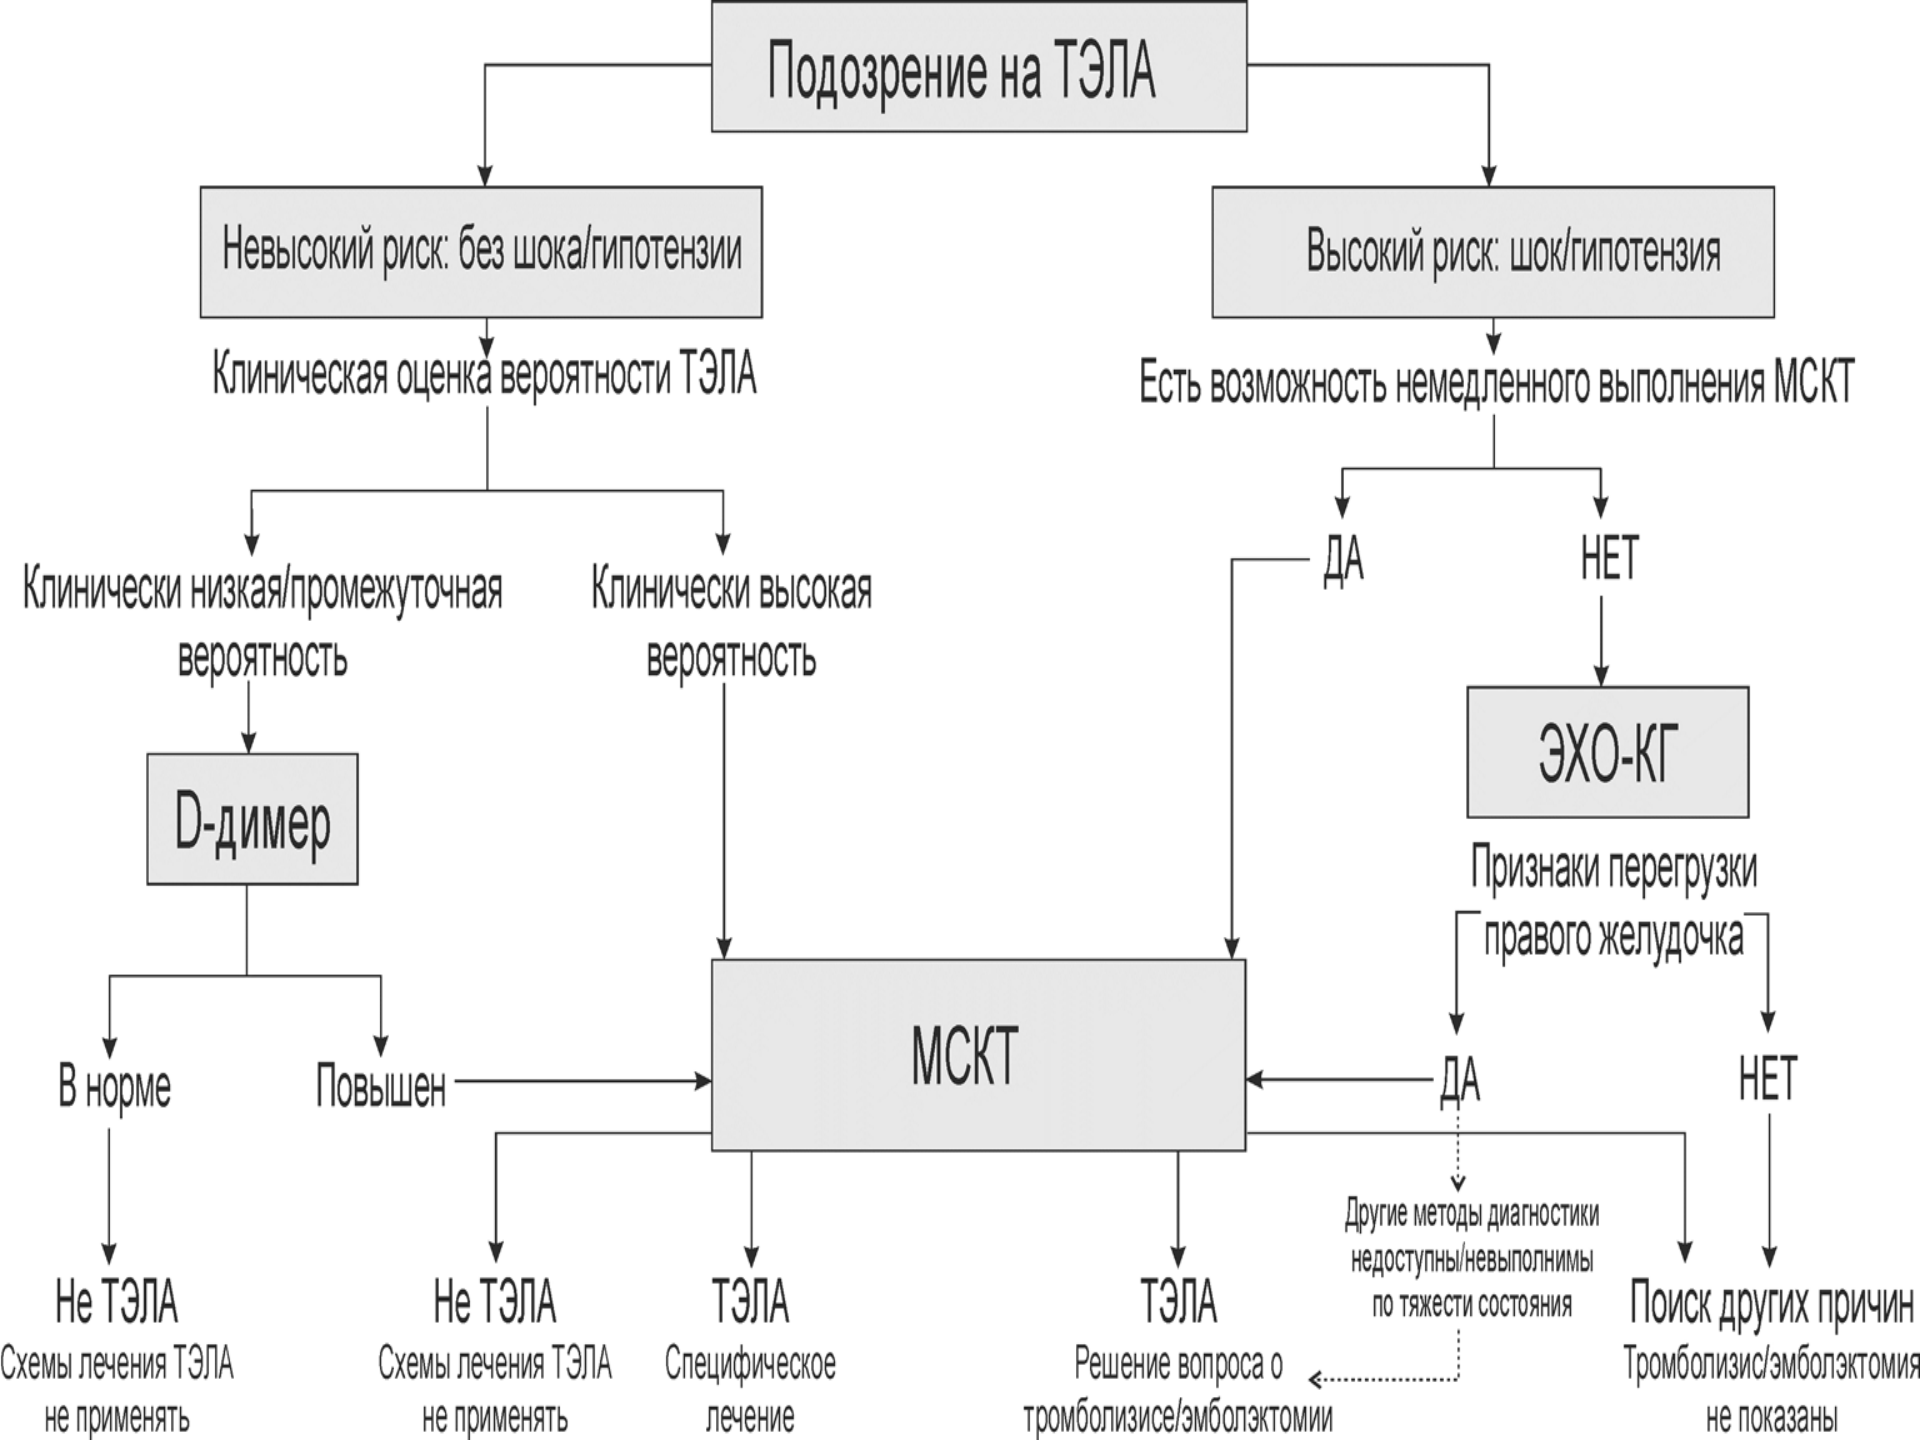 Подозрение на ТЭЛА
Невысокий риск: без шока/гипотензии
Высокий риск: шок/гипотензия
Клиническая оценка вероятности ТЭЛА
Есть возможность немедленного выполнения МСКТ
ДА
НЕТ
Клинически низкая/промежуточная
вероятность
Клинически высокая
вероятность
ЭХО-КГ
D-димер
Признаки перегрузки
правого желудочка
МСКТ
В норме
Повышен
ДА
НЕТ
Другие методы диагностики
недоступны/невыполнимы
по тяжести состояния
Не ТЭЛА
Схемы лечения ТЭЛА
не применять
Не ТЭЛА
Схемы лечения ТЭЛА
не применять
ТЭЛА
Специфическое
лечение
ТЭЛА
Решение вопроса о
тромболизисе/эмболэктомии
Поиск других причин
Тромболизис/эмболэктомия
не показаны